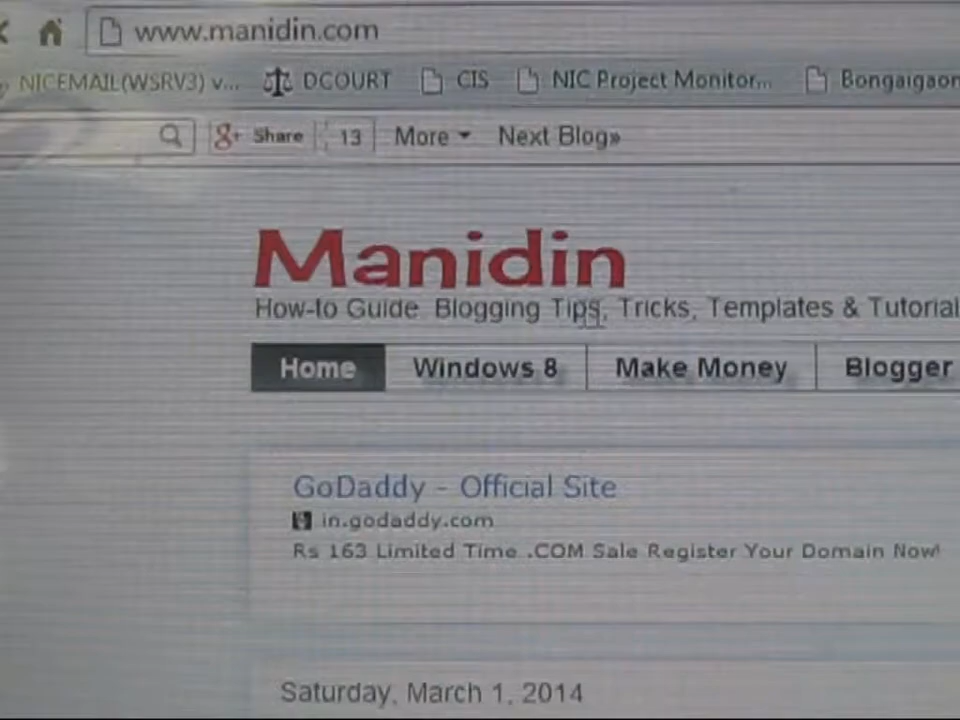 www.manidin.com
NICEMAIL(WSRV3) v... DCOURT CIS NIC Project Monitor... Bongaigaon
g+ Share 13 More Next Blog»
Manidin
How-to Guide Blogging Tips, Tricks, Templates & Tutorial
Home Windows 8 Make Money Blogger
GoDaddy - Official Site
in.godaddy.com
Rs 163 Limited Time .COM Sale Register Your Domain Now!
Saturday, March 1, 2014